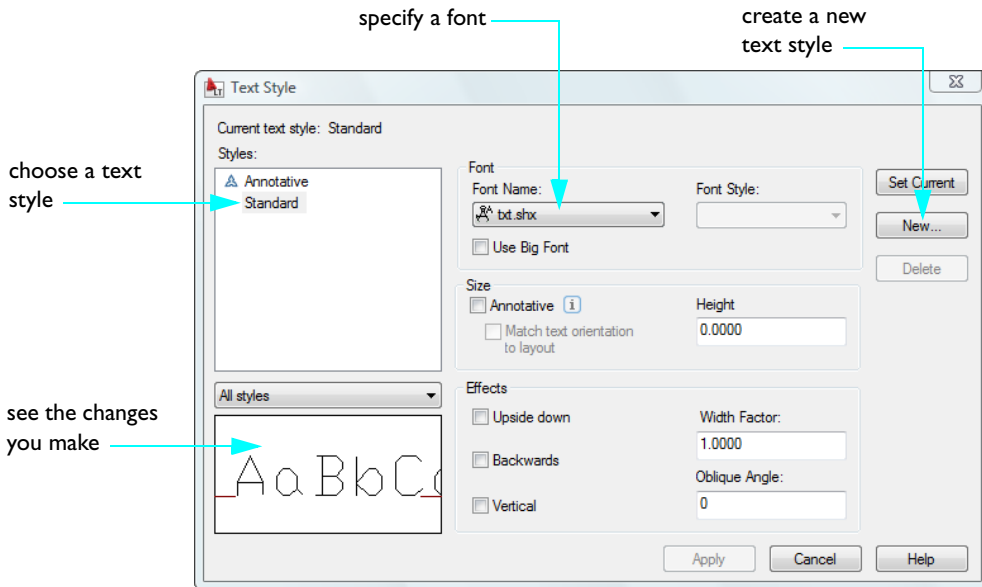 specify a font
create a new
text style
LT
Text Style
Current text style: Standard
Styles:
Annotative
Standard
choose a text
style
Font
Font Name:
txt.shx
Use Big Font
Font Style:
Set Current
New...
Delete
Size
Annotative i
Match text orientation
to layout
Height
0.0000
All styles
see the changes
you make
AaBbC
Effects
Upside down
Backwards
Vertical
Width Factor:
1.0000
Oblique Angle:
0
Apply
Cancel
Help